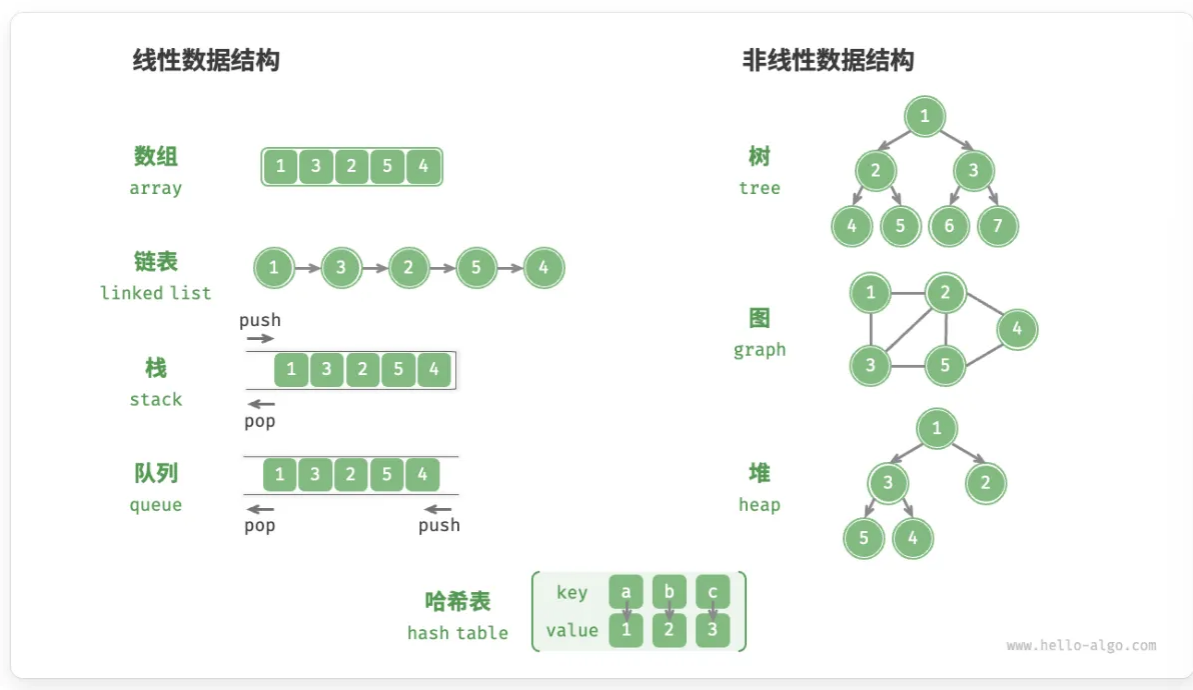 线性数据结构
数组
array
1 3 2 5 4
链表
linked list
1 3 2 5 4
栈
stack
push
1 3 2 5 4
pop
队列
queue
1 3 2 5 4
pop push
非线性数据结构
树
tree
1
2 3
4 5 6 7
图
graph
1 2
4
3 5
堆
heap
1
3 2
5 4
哈希表
hash table
key a b c
value 1 2 3
www.hello-algo.com